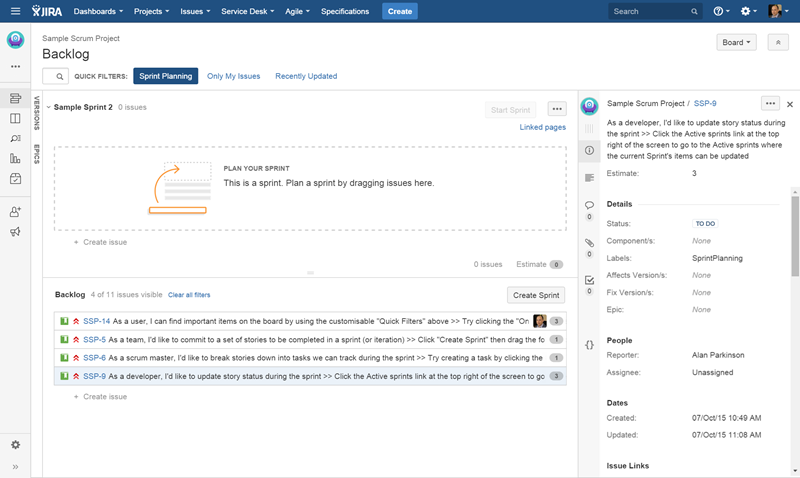 JIRA Dashboards Projects Issues Service Desk Agile Specifications Create Search
Sample Scrum Project
Backlog
Board
QUICK FILTERS: Sprint Planning Only My Issues Recently Updated
VERSIONS
EPICS
Sample Sprint 2 0 issues
Start Sprint
Linked pages
PLAN YOUR SPRINT
This is a sprint. Plan a sprint by dragging issues here.
+ Create issue
0 issues Estimate 0
Backlog 4 of 11 issues visible Clear all filters Create Sprint
SSP-14 As a user, I can find important items on the board by using the customisable "Quick Filters" above >> Try clicking the "On 3
SSP-5 As a team, I'd like to commit to a set of stories to be completed in a sprint (or iteration) >> Click "Create Sprint" then drag the fo 1
SSP-6 As a scrum master, I'd like to break stories down into tasks we can track during the sprint >> Try creating a task by clicking the 1
SSP-9 As a developer, I'd like to update story status during the sprint >> Click the Active sprints link at the top right of the screen to go 3
+ Create issue
Sample Scrum Project / SSP-9
As a developer, I'd like to update story status during
the sprint >> Click the Active sprints link at the top
right of the screen to go to the Active sprints where
the current Sprint's items can be updated
Estimate: 3
0
0
0
{}
Details
Status: TO DO
Component/s: None
Labels: SprintPlanning
Affects Version/s: None
Fix Version/s: None
Epic: None
People
Reporter: Alan Parkinson
Assignee: Unassigned
Dates
Created: 07/Oct/15 10:49 AM
Updated: 07/Oct/15 11:08 AM
Issue Links